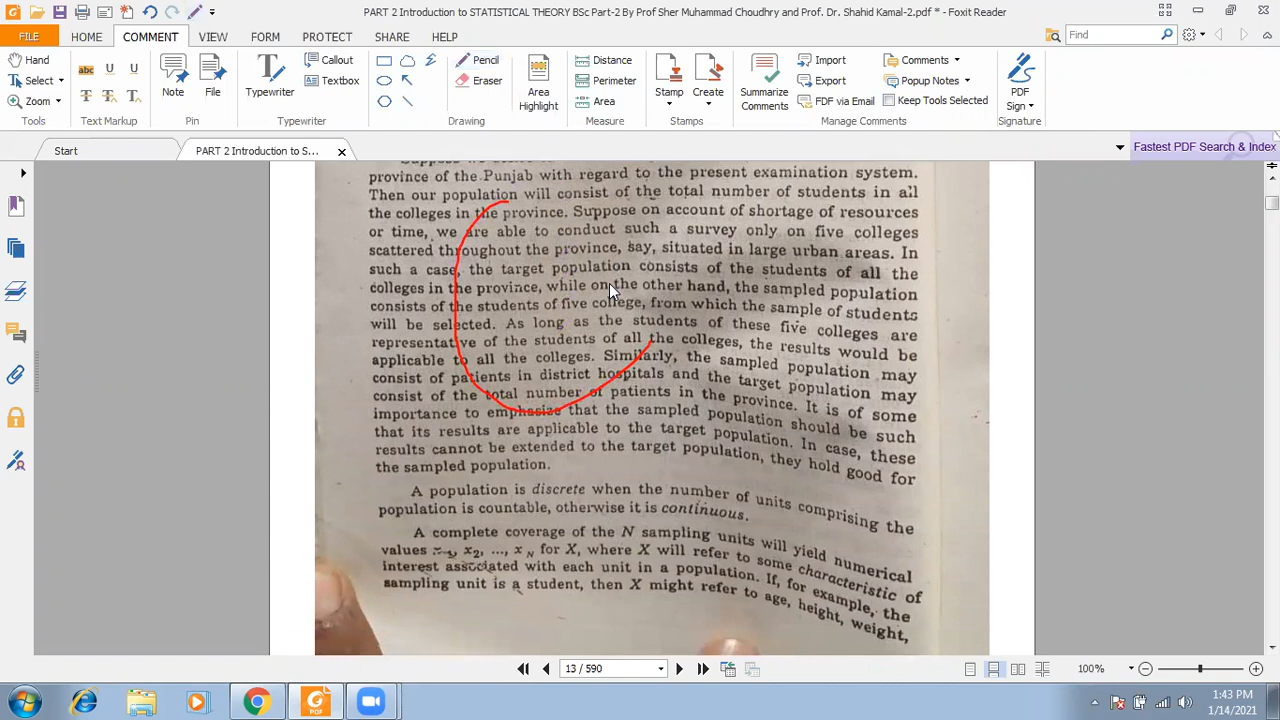 PART 2 Introduction to STATISTICAL THEORY BSc Part-2 By Prof Sher Muhammad Chaudhry and Prof. Dr. Shahid Kamal-2.pdf * - Foxit Reader
FILE HOME COMMENT VIEW FORM PROTECT SHARE HELP
Find
Hand
Select
Zoom
Tools
abc U U
T T T
Text Markup
Note
File
Pin
Typewriter
Callout
Textbox
Typewriter
Pencil
Eraser
Area Highlight
Drawing
Distance
Perimeter
Area
Measure
Stamp
Create
Stamps
Summarize Comments
Import
Export
FDF via Email
Comments
Popup Notes
Keep Tools Selected
Manage Comments
PDF Sign
Signature
Start
PART 2 Introduction to S...
Fastest PDF Search & Index
province of the Punjab with regard to the present examination system.
Then our population will consist of the total number of students in all
the colleges in the province. Suppose on account of shortage of resources
or time, we are able to conduct such a survey only on five colleges
scattered throughout the province, say, situated in large urban areas. In
such a case, the target population consists of the students of all the
colleges in the province, while on the other hand, the sampled population
consists of the students of five college, from which the sample of students
will be selected. As long as the students of these five colleges are
representative of the students of all the colleges, the results would be
applicable to all the colleges. Similarly, the sampled population may
consist of patients in district hospitals and the target population may
consist of the total number of patients in the province. It is of some
importance to emphasize that the sampled population should be such
that its results are applicable to the target population. In case, these
results cannot be extended to the target population, they hold good for
the sampled population.
A population is discrete when the number of units comprising the
population is countable, otherwise it is continuous.
A complete coverage of the N sampling units will yield numerical
values x₂, ..., x_N for X, where X will refer to some characteristic of
interest associated with each unit in a population. If, for example, the
sampling unit is a student, then X might refer to age, height, weight,
13 / 590
100%
PDF
1:43 PM
1/14/2021